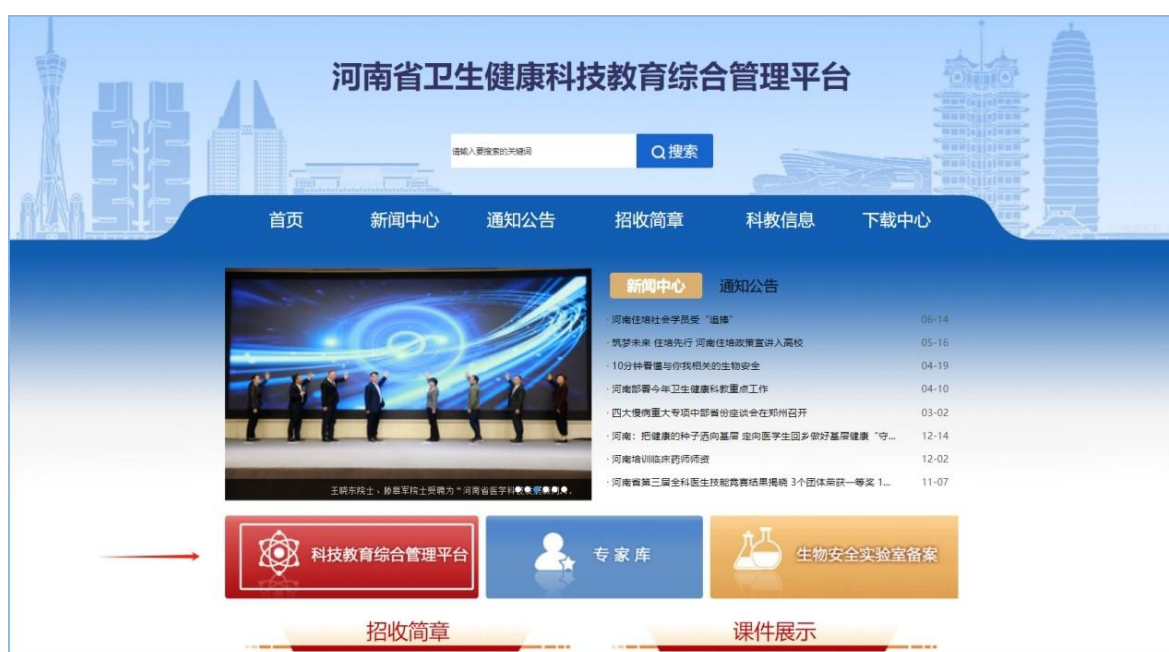 河南省卫生健康科技教育综合管理平台
请输入要搜索的关键词
搜索
首页 新闻中心 通知公告 招收简章 科教信息 下载中心
新闻中心 通知公告
·河南住培社会学员受“追捧” 06-14
·筑梦未来 住培先行 河南住培政策宣讲入高校 05-16
·10分钟看懂与你我相关的生物安全 04-19
·河南部署今年卫生健康科教重点工作 04-10
·四大慢病重大专项中部省份座谈会在郑州召开 03-02
·河南：把健康的种子洒向基层 定向医学生回乡做好基层健康“守... 12-14
·河南培训临床药师师资 12-02
·河南省第三届全科医生技能竞赛结果揭晓 3个团体荣获一等奖 1... 11-07
王晓东院士、滕皋军院士受聘为“河南省医学科
科技教育综合管理平台
专家库
生物安全实验室备案
招收简章
课件展示